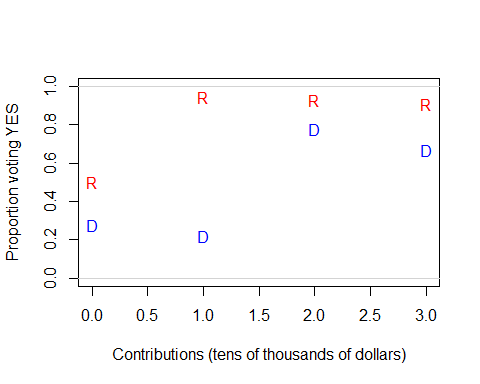 Proportion voting YES
1.0
0.8
0.6
0.4
0.2
0.0
R
R
R
R
D
D
D
D
0.0 0.5 1.0 1.5 2.0 2.5 3.0
Contributions (tens of thousands of dollars)